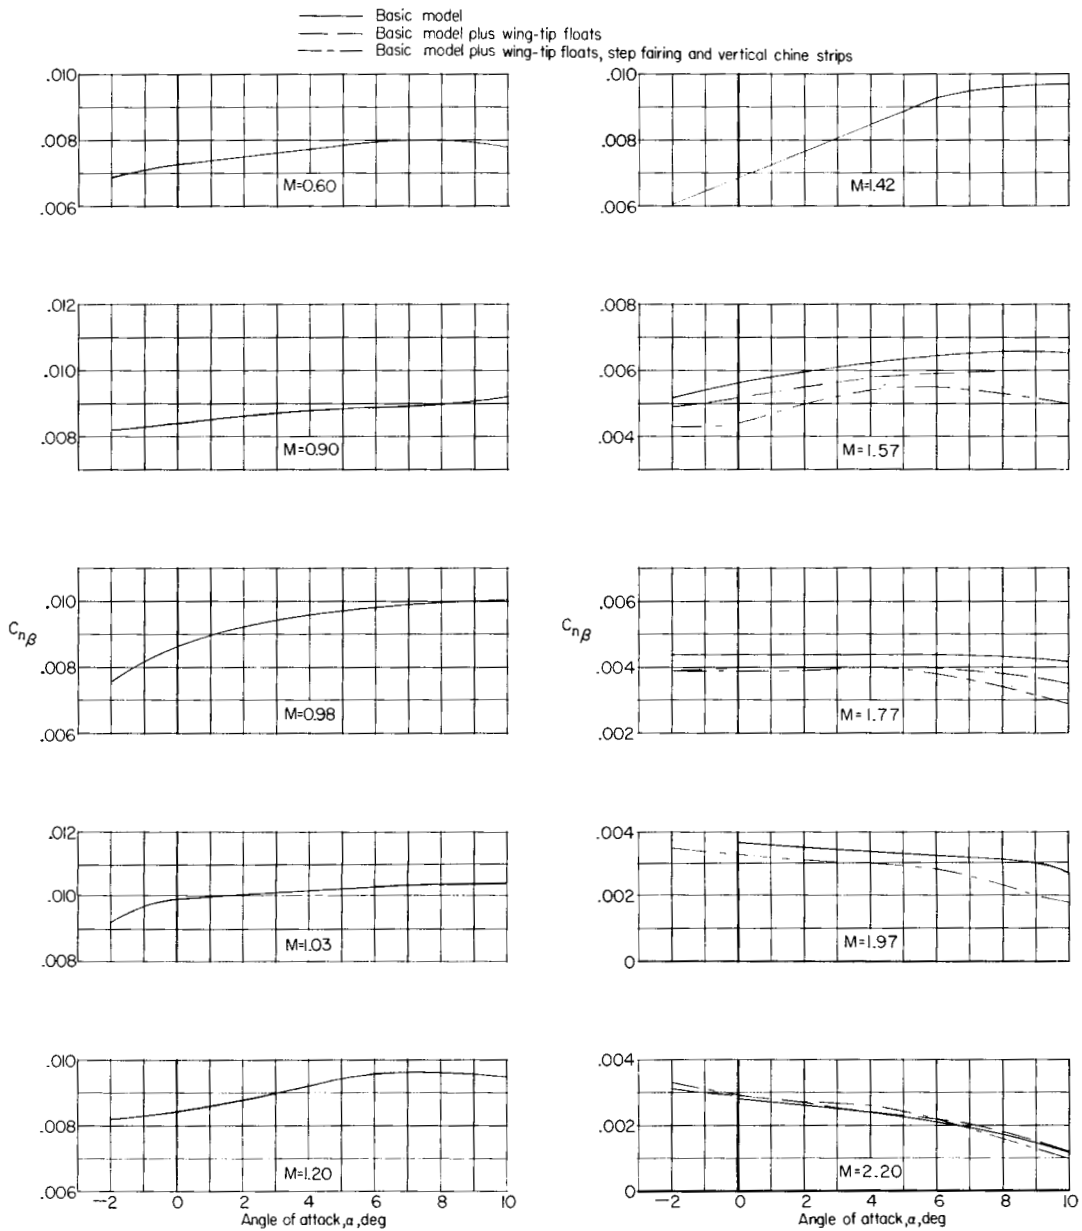 Basic model
Basic model plus wing-tip floats
Basic model plus wing-tip floats, step fairing and vertical chine strips
.010
.008
.006
M=0.60
.010
.008
.006
M=1.42
.012
.010
.008
M=0.90
.008
.006
.004
M=1.57
Cnβ
.010
.008
.006
M=0.98
Cnβ
.006
.004
.002
M=1.77
.012
.010
.008
M=1.03
.004
.002
0
M=1.97
.010
.008
.006
M=1.20
-2 0 2 4 6 8 10
Angle of attack, α, deg
.004
.002
0
M=2.20
-2 0 2 4 6 8 10
Angle of attack, α, deg